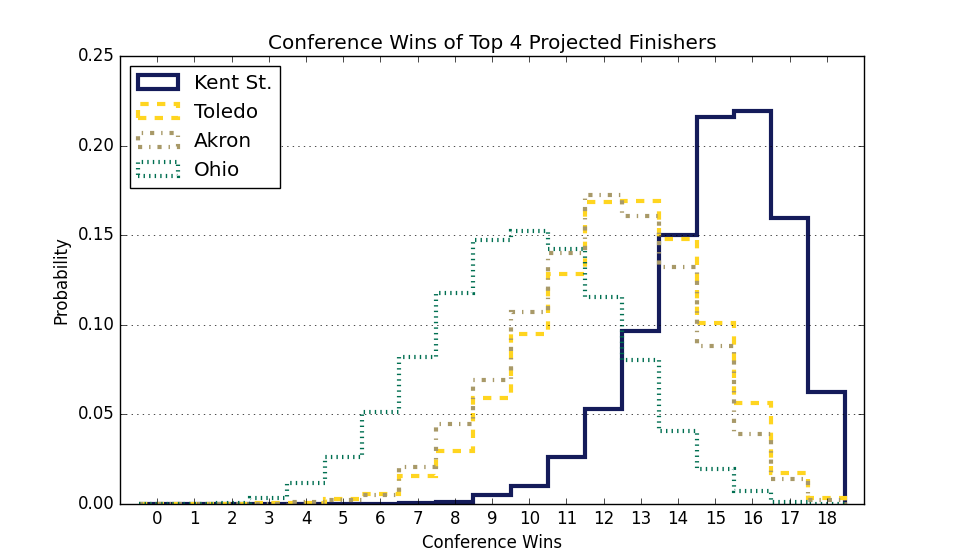 Conference Wins of Top 4 Projected Finishers
0.25
0.20
0.15
0.10
0.05
0.00
Probability
Kent St.
Toledo
Akron
Ohio
0 1 2 3 4 5 6 7 8 9 10 11 12 13 14 15 16 17 18
Conference Wins